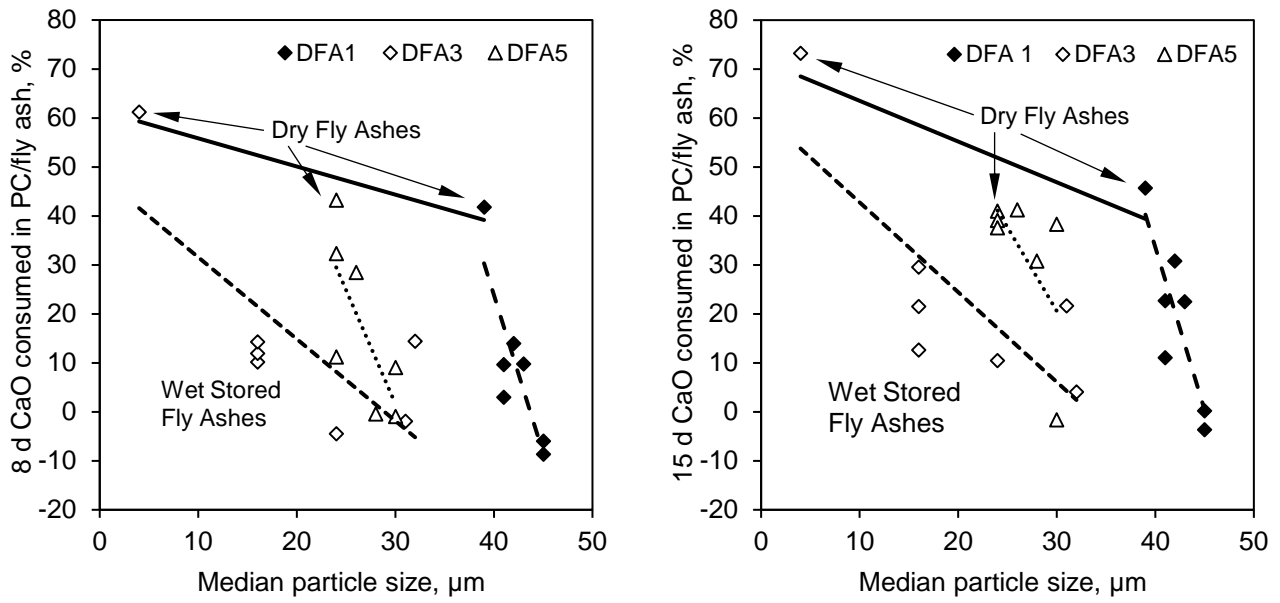 8 d CaO consumed in PC/fly ash, %
80
70
60
50
40
30
20
10
0
-10
-20
DFA1 DFA3 DFA5
Dry Fly Ashes
Wet Stored
Fly Ashes
0 10 20 30 40 50
Median particle size, µm
15 d CaO consumed in PC/fly ash, %
80
70
60
50
40
30
20
10
0
-10
-20
DFA 1 DFA3 DFA5
Dry Fly Ashes
Wet Stored
Fly Ashes
0 10 20 30 40 50
Median particle size, µm